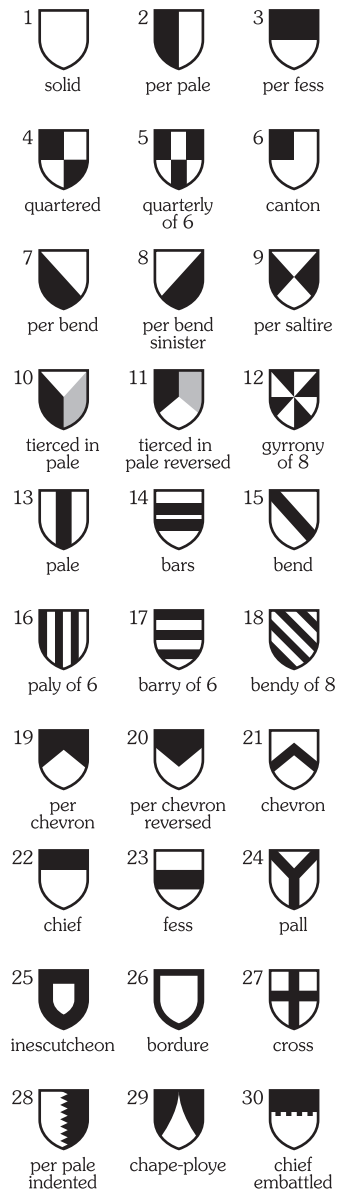 1 2 3
solid per pale per fess
4 5 6
quartered quarterly canton
of 6
7 8 9
per bend per bend per saltire
sinister
10 11 12
tierced in tierced in gyrrony
pale pale reversed of 8
13 14 15
pale bars bend
16 17 18
paly of 6 barry of 6 bendy of 8
19 20 21
per per chevron chevron
chevron reversed
22 23 24
chief fess pall
25 26 27
inescutcheon bordure cross
28 29 30
per pale chape-ploye chief
indented embattled